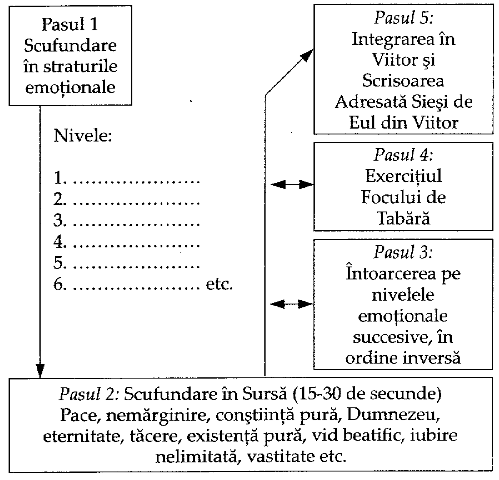 Pasul 1
Scufundare
în straturile
emoționale
Nivele:
1. ......................
2. ......................
3. ......................
4. ......................
5. ......................
6. ...................... etc.
Pasul 5:
Integrarea în
Viitor și
Scrisoarea
Adresată Sieși de
Eul din Viitor
Pasul 4:
Exercițiul
Focului de
Tabără
Pasul 3:
Întoarcerea pe
nivelele
emoționale
succesive, în
ordine inversă
Pasul 2: Scufundare în Sursă (15-30 de secunde)
Pace, nemărginire, conștiință pură, Dumnezeu,
eternitate, tăcere, existență pură, vid beatific, iubire
nelimitată, vastitate etc.